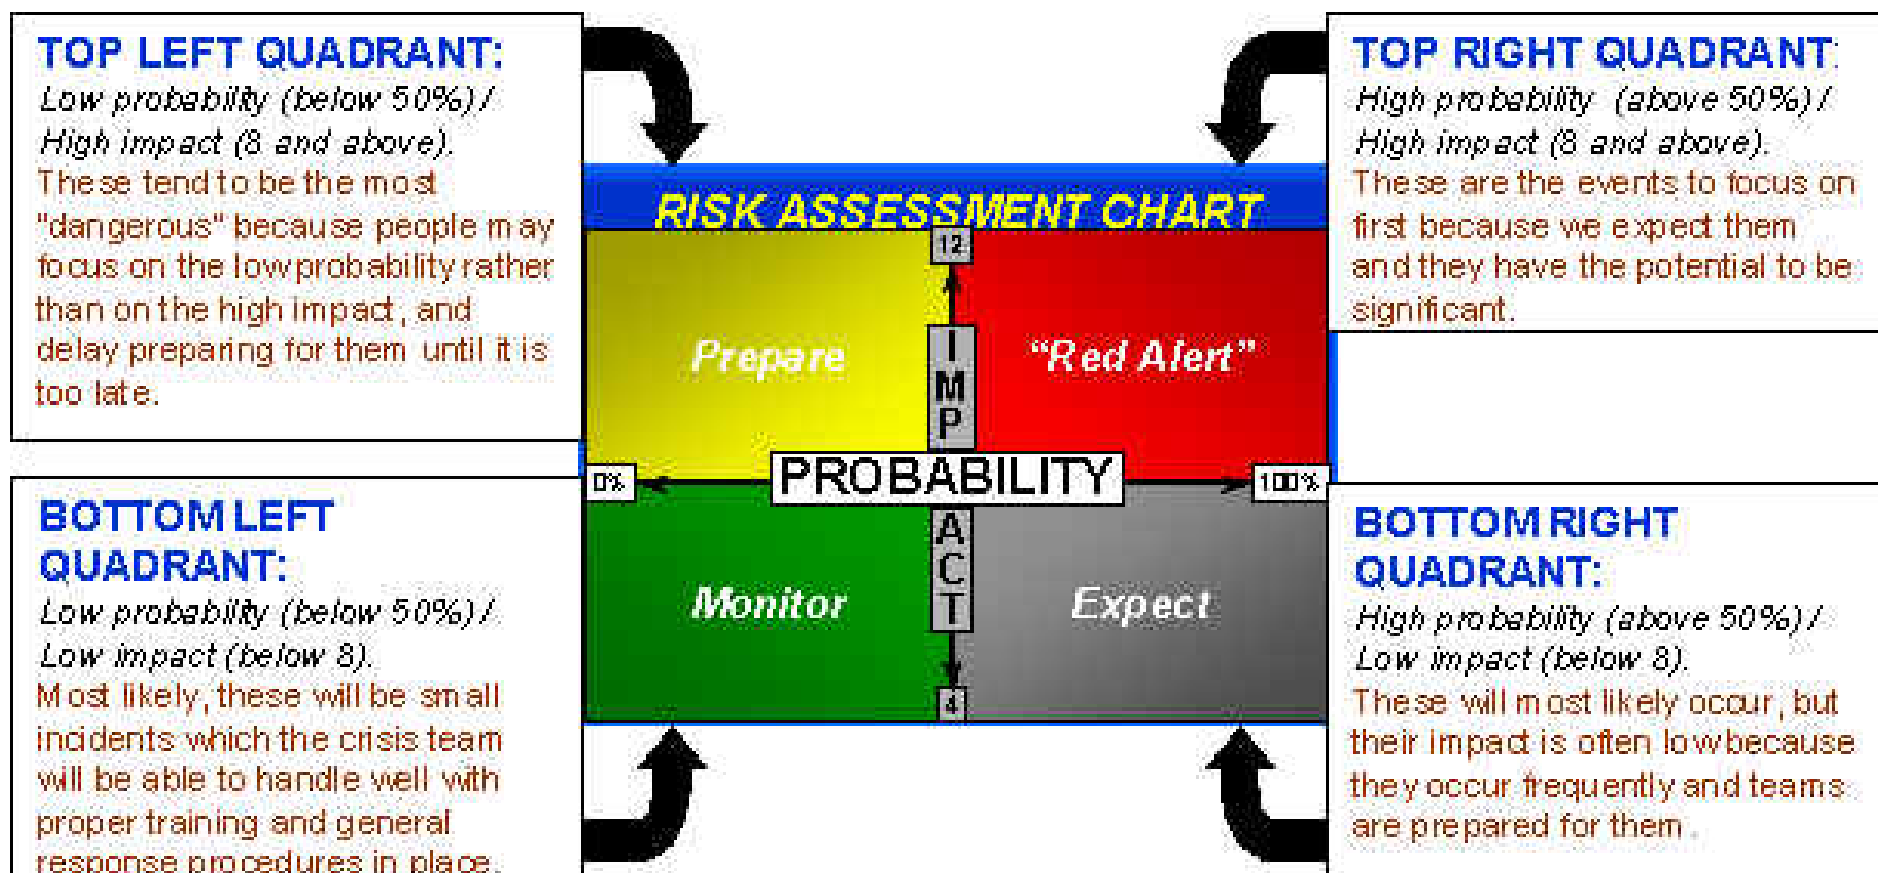 TOP LEFT QUADRANT:
Low probability (below 50%) /
High impact (8 and above).
These tend to be the most
"dangerous" because people may
focus on the low probability rather
than on the high impact, and
delay preparing for them until it is
too late.
TOP RIGHT QUADRANT:
High probability (above 50%) /
High impact (8 and above).
These are the events to focus on
first because we expect them
and they have the potential to be
significant.
RISK ASSESSMENT CHART
12
Prepare
“Red Alert”
IMPACT
0%
PROBABILITY
100%
Monitor
Expect
4
BOTTOM LEFT
QUADRANT:
Low probability (below 50%) /
Low impact (below 8).
Most likely, these will be small
incidents which the crisis team
will be able to handle well with
proper training and general
response procedures in place.
BOTTOM RIGHT
QUADRANT:
High probability (above 50%) /
Low impact (below 8).
These will most likely occur, but
their impact is often low because
they occur frequently and teams
are prepared for them.